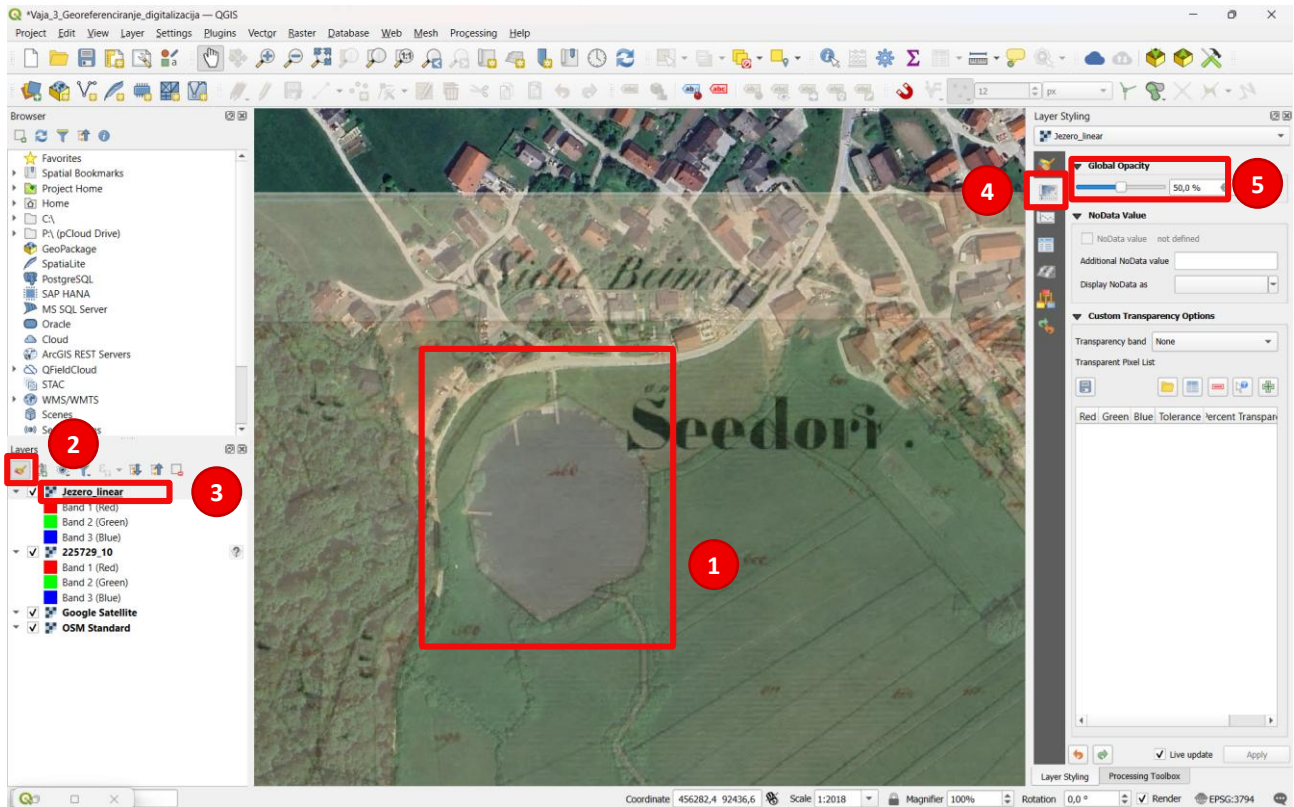 *Vaja_3_Georeferenciranje_digitalizacija — QGIS
Project Edit View Layer Settings Plugins Vector Raster Database Web Mesh Processing Help
12
px
Browser
Favorites
Spatial Bookmarks
Project Home
Home
C:\
P:\ (pCloud Drive)
GeoPackage
SpatiaLite
PostgreSQL
SAP HANA
MS SQL Server
Oracle
Cloud
ArcGIS REST Servers
QFieldCloud
STAC
WMS/WMTS
Scenes
2
Layers
3
Jezero_linear
Band 1 (Red)
Band 2 (Green)
Band 3 (Blue)
225729_10
?
Band 1 (Red)
Band 2 (Green)
Band 3 (Blue)
Google Satellite
OSM Standard
Siehe
Seedorf.
1
Layer Styling
Jezero_linear
4
Global Opacity
50,0 %
5
NoData Value
NoData value not defined
Additional NoData value
Display NoData as
Custom Transparency Options
Transparency band None
Transparent Pixel List
Red Green Blue Tolerance Percent Transpar
Live update Apply
Layer Styling Processing Toolbox
Coordinate 456282,4 92436,6 Scale 1:2018 Magnifier 100% Rotation 0,0 ° Render EPSG:3794